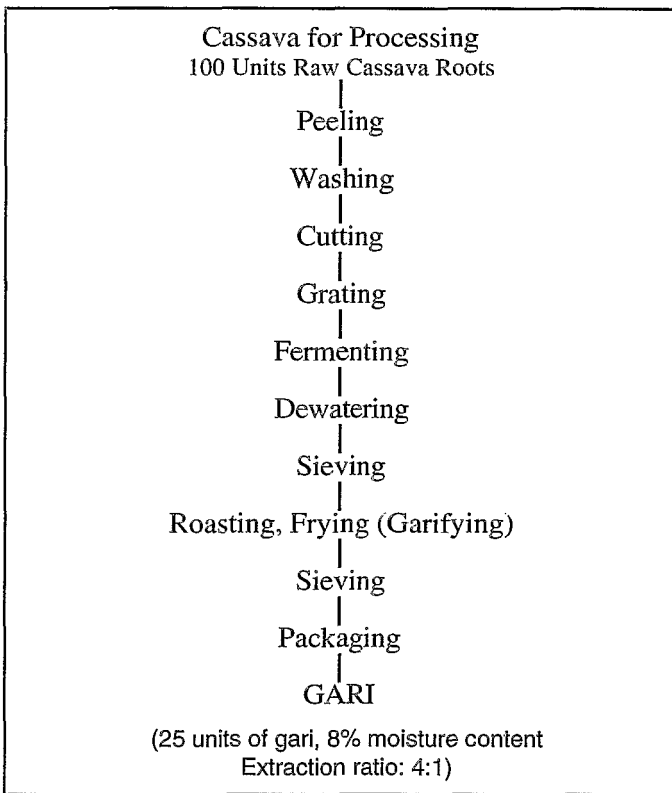 Cassava for Processing
100 Units Raw Cassava Roots
Peeling
Washing
Cutting
Grating
Fermenting
Dewatering
Sieving
Roasting, Frying (Garifying)
Sieving
Packaging
GARI
(25 units of gari, 8% moisture content
Extraction ratio: 4:1)